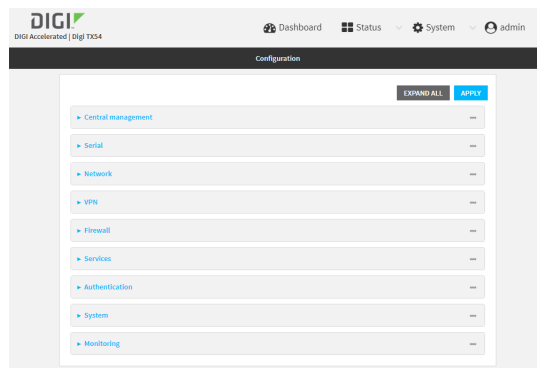 DIGI
DIGI Accelerated | Digi TX54
Dashboard
Status
System
admin
Configuration
EXPAND ALL
APPLY
Central management
Serial
Network
VPN
Firewall
Services
Authentication
System
Monitoring